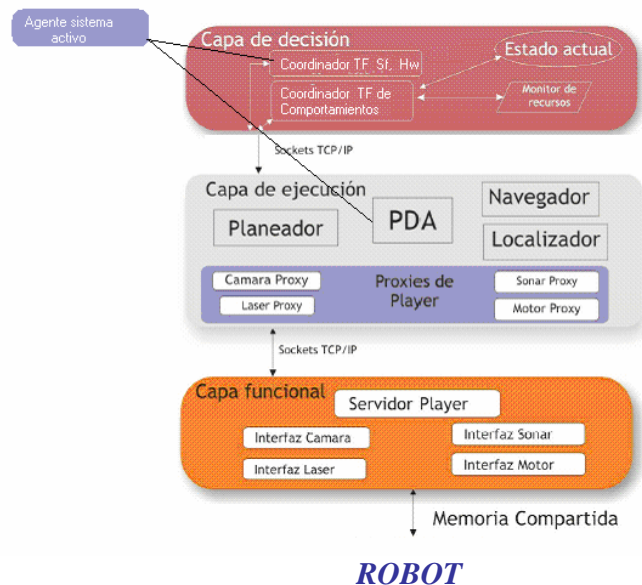 Agente sistema
activo
Capa de decisión
Estado actual
Coordinador TF, Sf, Hw
Coordinador TF de
Comportamientos
Monitor de
recursos
Sockets TCP/IP
Capa de ejecución
Planeador
PDA
Navegador
Localizador
Camara Proxy
Laser Proxy
Proxies de
Player
Sonar Proxy
Motor Proxy
Sockets TCP/IP
Capa funcional
Servidor Player
Interfaz Camara
Interfaz Sonar
Interfaz Laser
Interfaz Motor
Memoria Compartida
ROBOT